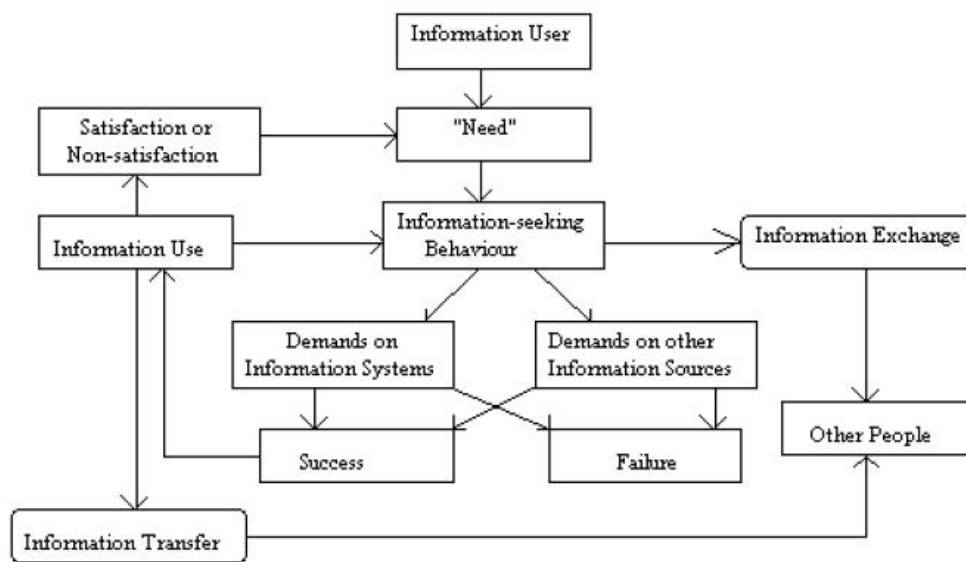 Information User
Satisfaction or
Non-satisfaction
"Need"
Information Use
Information-seeking
Behaviour
Information Exchange
Demands on
Information Systems
Demands on other
Information Sources
Success
Failure
Other People
Information Transfer